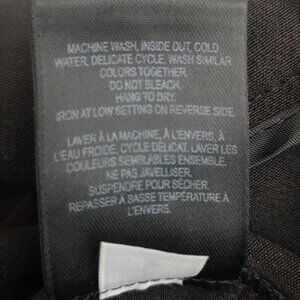 MACHINE WASH, INSIDE OUT, COLD
WATER, DELICATE CYCLE. WASH SIMILAR
COLORS TOGETHER.
DO NOT BLEACH.
HANG TO DRY.
IRON AT LOW SETTING ON REVERSE SIDE.
LAVER À LA MACHINE, À L'ENVERS, À
L'EAU FROIDE, CYCLE DÉLICAT. LAVER LES
COULEURS SEMBLABLES ENSEMBLE.
NE PAS JAVELLISER.
SUSPENDRE POUR SÉCHER.
REPASSER À BASSE TEMPÉRATURE À
L'ENVERS.